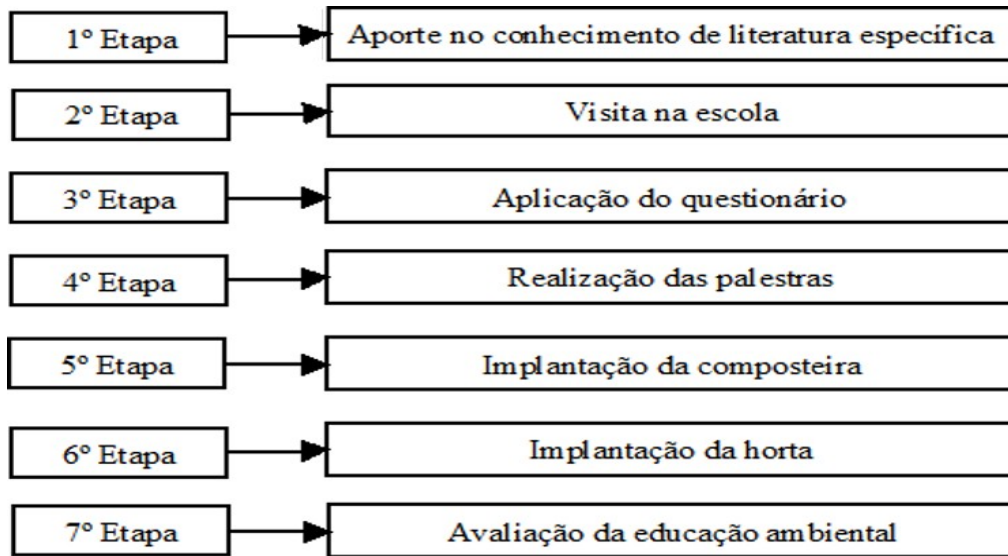 1º Etapa Aporte no conhecimento de literatura específica
2º Etapa Visita na escola
3º Etapa Aplicação do questionário
4º Etapa Realização das palestras
5º Etapa Implantação da composteira
6º Etapa Implantação da horta
7º Etapa Avaliação da educação ambiental